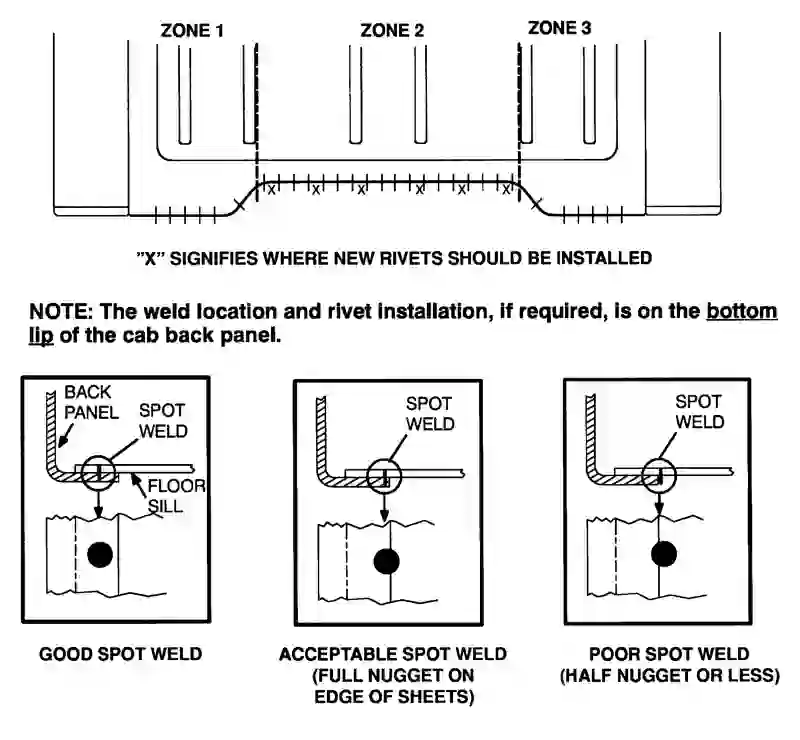 ZONE 1
ZONE 2
ZONE 3
X X X X X X
"X" SIGNIFIES WHERE NEW RIVETS SHOULD BE INSTALLED
NOTE: The weld location and rivet installation, if required, is on the bottom
lip of the cab back panel.
BACK
PANEL
SPOT
WELD
FLOOR
SILL
SPOT
WELD
SPOT
WELD
GOOD SPOT WELD
ACCEPTABLE SPOT WELD
(FULL NUGGET ON
EDGE OF SHEETS)
POOR SPOT WELD
(HALF NUGGET OR LESS)